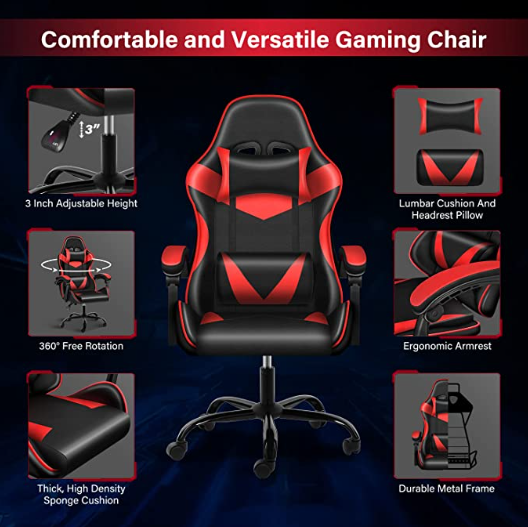 Comfortable and Versatile Gaming Chair
3"
3 Inch Adjustable Height
360° Free Rotation
Thick, High Density
Sponge Cushion
Lumbar Cushion And
Headrest Pillow
Ergonomic Armrest
Durable Metal Frame